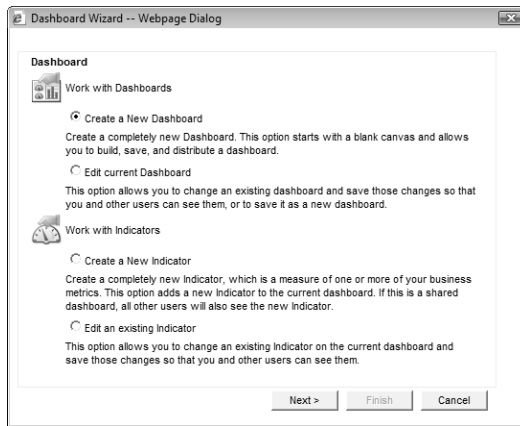 Dashboard Wizard -- Webpage Dialog
Dashboard
Work with Dashboards
Create a New Dashboard
Create a completely new Dashboard. This option starts with a blank canvas and allows
you to build, save, and distribute a dashboard.
Edit current Dashboard
This option allows you to change an existing dashboard and save those changes so that
you and other users can see them, or to save it as a new dashboard.
Work with Indicators
Create a New Indicator
Create a completely new Indicator, which is a measure of one or more of your business
metrics. This option adds a new Indicator to the current dashboard. If this is a shared
dashboard, all other users will also see the new Indicator.
Edit an existing Indicator
This option allows you to change an existing Indicator on the current dashboard and
save those changes so that you and other users can see them.
Next > Finish Cancel